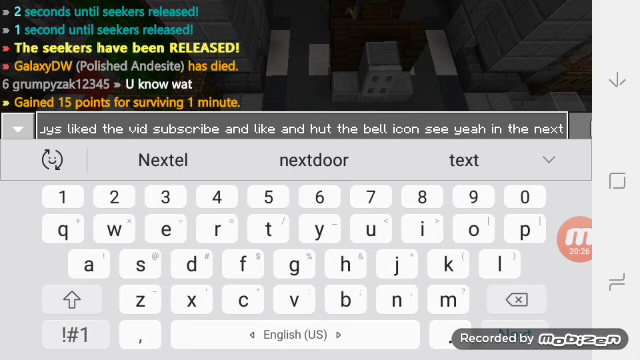 » 2 seconds until seekers released!
» 1 second until seekers released!
» The seekers have been RELEASED!
» GalaxyDW (Polished Andesite) has died.
6 grumpyzak12345 » U know wat
» Gained 15 points for surviving 1 minute.
uys liked the vid subscribe and like and hut the bell icon see yeah in the next
Nextel nextdoor text
1 2 3 4 5 6 7 8 9 0
q w e r t y u i o p
a s d f g h j k l
z x c v b n m
!#1 , English (US) .
20:26
Recorded by MOBIZEN